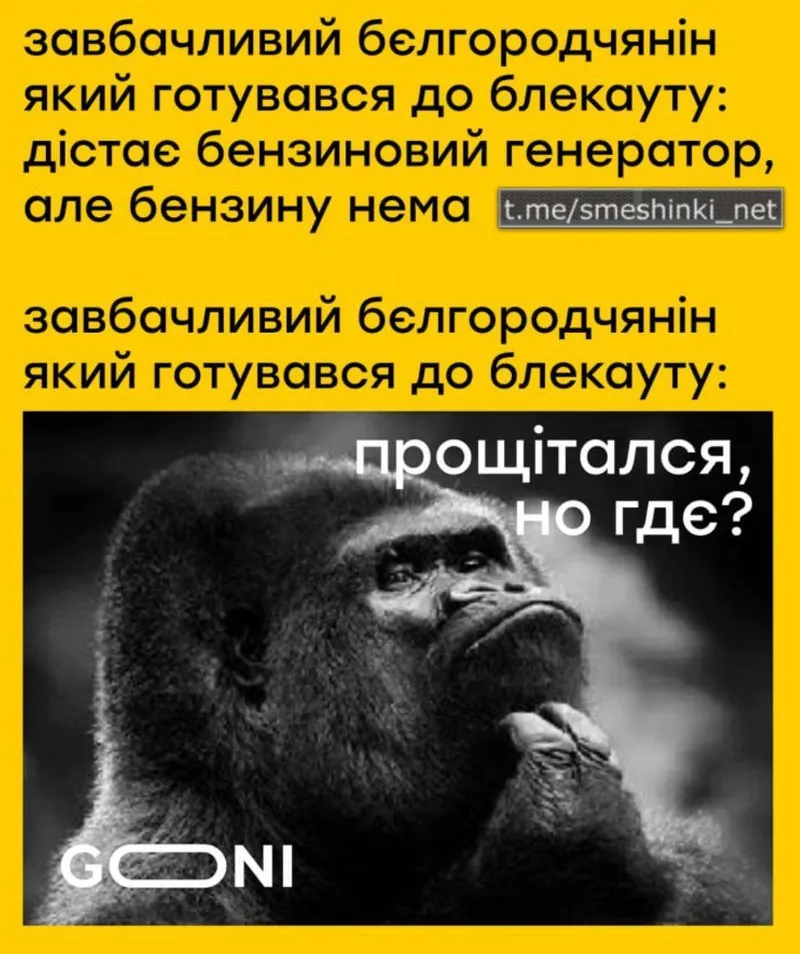 завбачливий бєлгородчянін
який готувався до блекауту:
дістає бензиновий генератор,
але бензину нема t.me/smeshinki_net
завбачливий бєлгородчянін
який готувався до блекауту:
прощітался,
но гдє?
GOONI